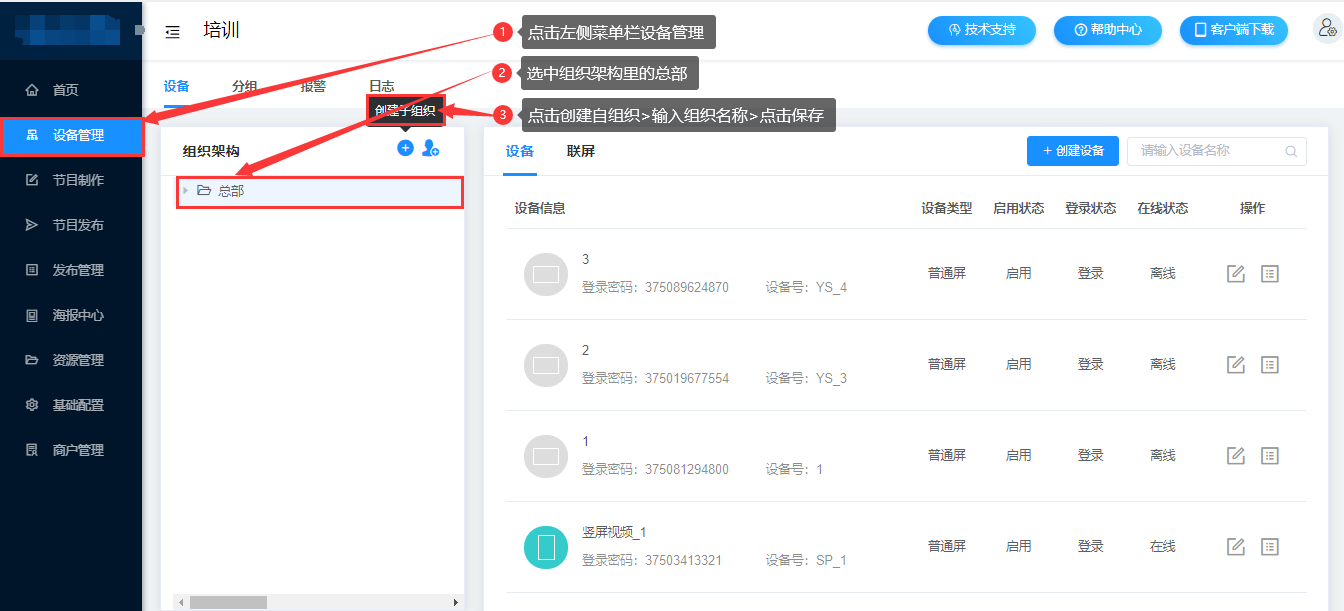 培训
技术支持
帮助中心
客户端下载
1 点击左侧菜单栏设备管理
2 选中组织架构里的总部
3 点击创建自组织>输入组织名称>点击保存
首页
设备管理
节目制作
节目发布
发布管理
海报中心
资源管理
基础配置
商户管理
设备 分组 报警 日志
创建子组织
组织架构
总部
设备 联屏
+ 创建设备
请输入设备名称
设备信息 设备类型 启用状态 登录状态 在线状态 操作
3
登录密码：375089624870 设备号：YS_4 普通屏 启用 登录 离线
2
登录密码：375019677554 设备号：YS_3 普通屏 启用 登录 离线
1
登录密码：375081294800 设备号：1 普通屏 启用 登录 离线
竖屏视频_1
登录密码：37503413321 设备号：SP_1 普通屏 启用 登录 在线